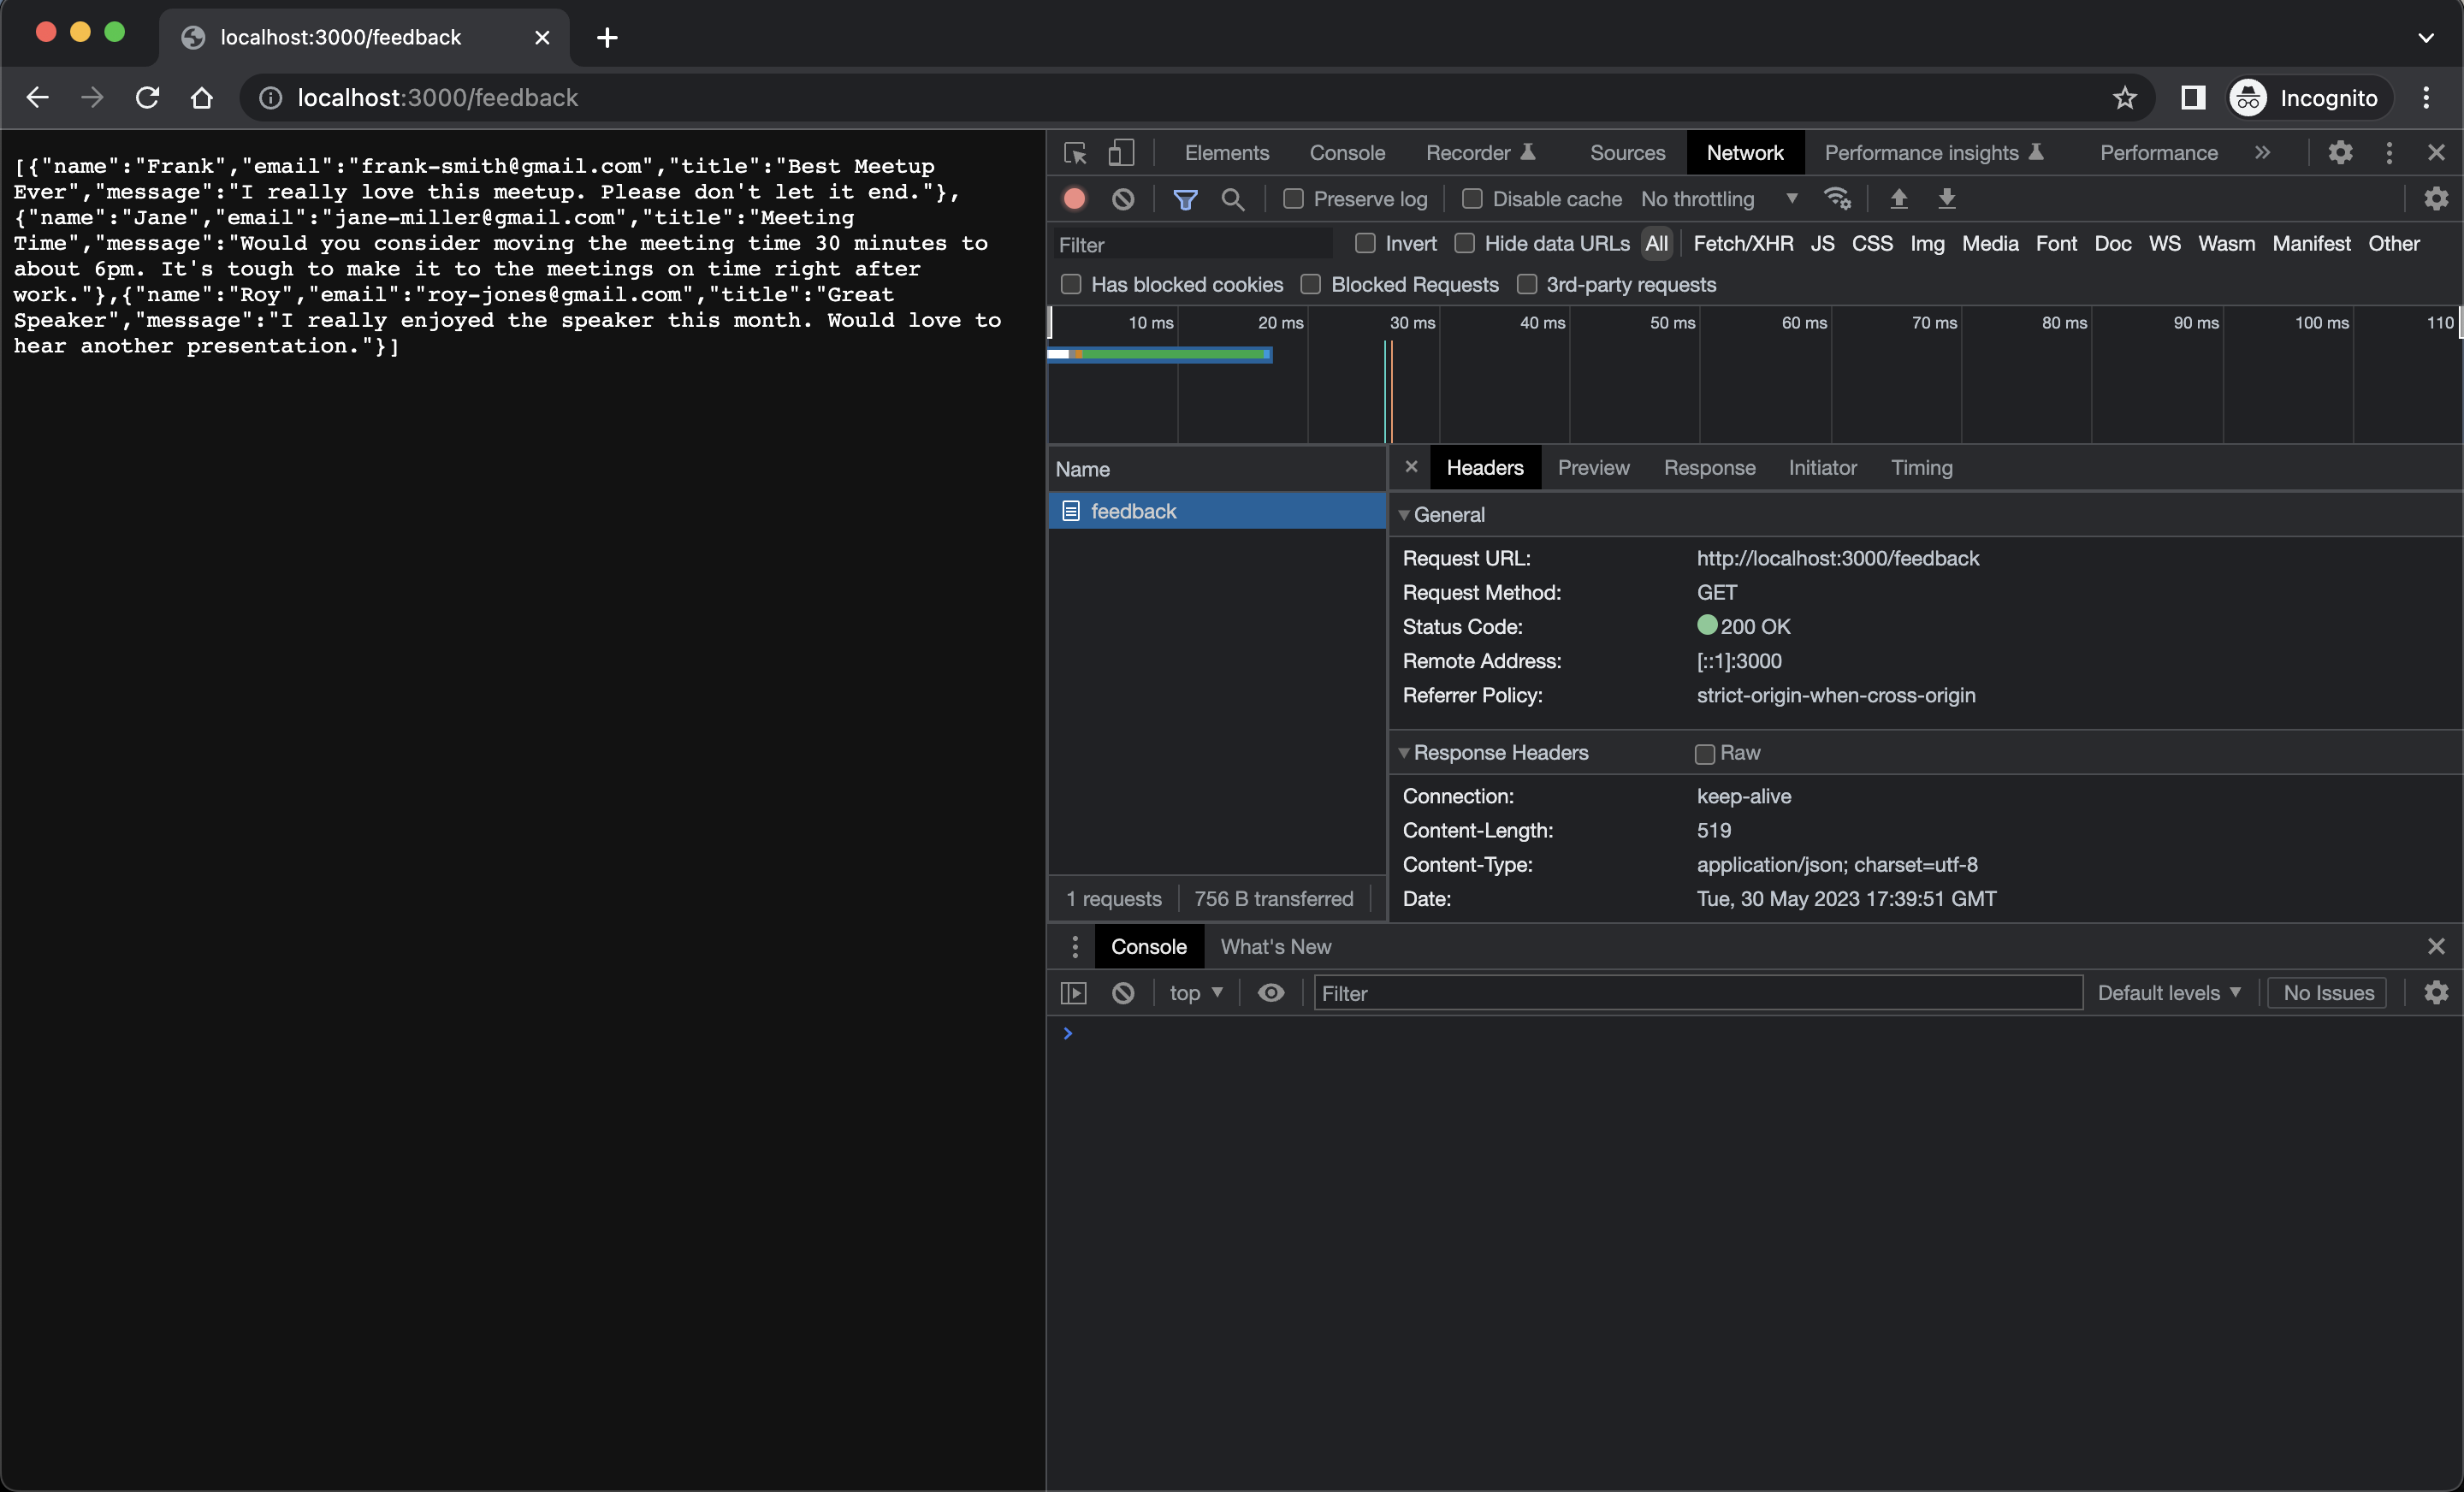 localhost:3000/feedback
localhost:3000/feedback
Incognito
[{"name":"Frank","email":"frank-smith@gmail.com","title":"Best Meetup
Ever","message":"I really love this meetup. Please don't let it end."},
{"name":"Jane","email":"jane-miller@gmail.com","title":"Meeting
Time","message":"Would you consider moving the meeting time 30 minutes to
about 6pm. It's tough to make it to the meetings on time right after
work."},{"name":"Roy","email":"roy-jones@gmail.com","title":"Great
Speaker","message":"I really enjoyed the speaker this month. Would love to
hear another presentation."}]
Elements Console Recorder Sources Network Performance insights Performance
Preserve log Disable cache No throttling
Filter Invert Hide data URLs All Fetch/XHR JS CSS Img Media Font Doc WS Wasm Manifest Other
Has blocked cookies Blocked Requests 3rd-party requests
10 ms 20 ms 30 ms 40 ms 50 ms 60 ms 70 ms 80 ms 90 ms 100 ms 110
Name
feedback
1 requests 756 B transferred
Headers Preview Response Initiator Timing
General
Request URL: http://localhost:3000/feedback
Request Method: GET
Status Code: 200 OK
Remote Address: [::1]:3000
Referrer Policy: strict-origin-when-cross-origin
Response Headers Raw
Connection: keep-alive
Content-Length: 519
Content-Type: application/json; charset=utf-8
Date: Tue, 30 May 2023 17:39:51 GMT
Console What's New
top Filter Default levels No Issues